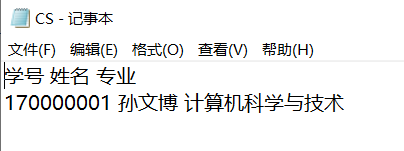 CS - 记事本
文件(F) 编辑(E) 格式(O) 查看(V) 帮助(H)
学号 姓名 专业
170000001 孙文博 计算机科学与技术